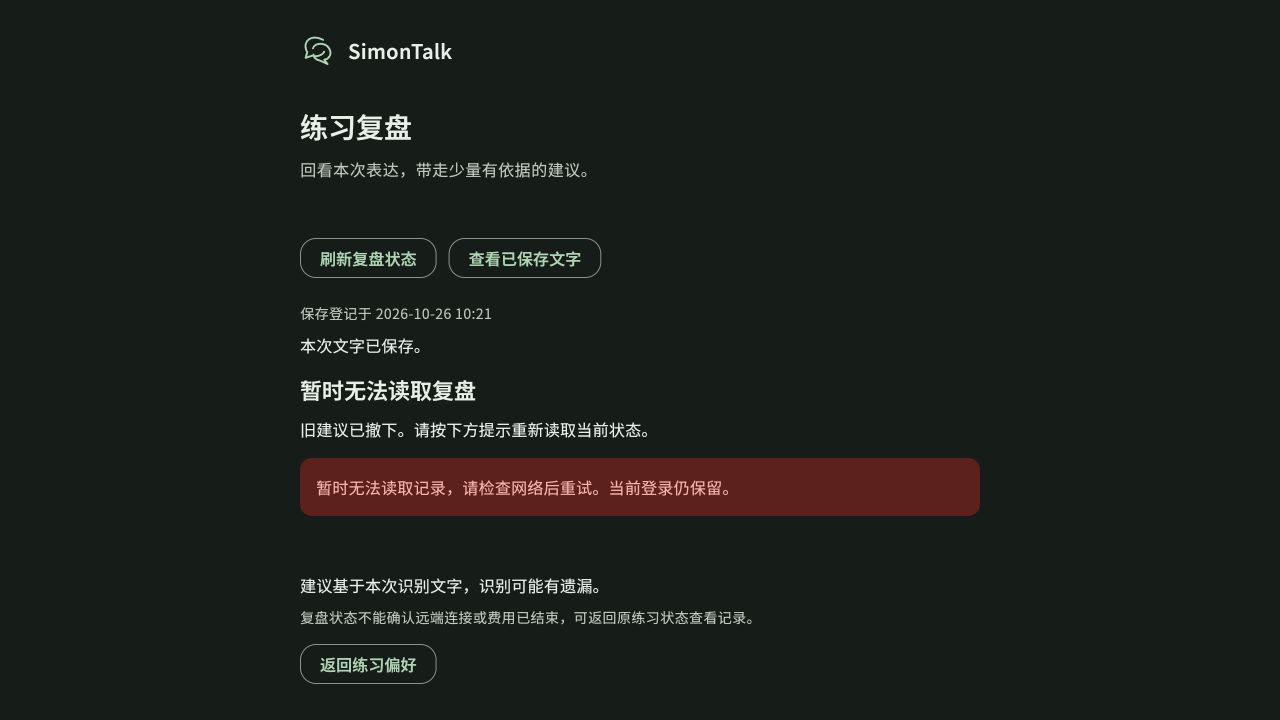 SimonTalk
练习复盘
回看本次表达，带走少量有依据的建议。
刷新复盘状态
查看已保存文字
保存登记于 2026-10-26 10:21
本次文字已保存。
暂时无法读取复盘
旧建议已撤下。请按下方提示重新读取当前状态。
暂时无法读取记录，请检查网络后重试。当前登录仍保留。
建议基于本次识别文字，识别可能有遗漏。
复盘状态不能确认远端连接或费用已结束，可返回原练习状态查看记录。
返回练习偏好